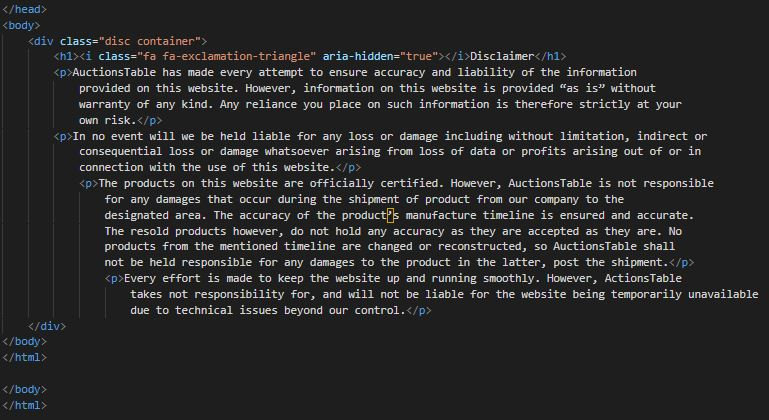 </head>
<body>
<div class="disc container">
<h1><i class="fa fa-exclamation-triangle" aria-hidden="true"></i>Disclaimer</h1>
<p>AuctionsTable has made every attempt to ensure accuracy and liability of the information
provided on this website. However, information on this website is provided “as is” without
warranty of any kind. Any reliance you place on such information is therefore strictly at your
own risk.</p>
<p>In no event will we be held liable for any loss or damage including without limitation, indirect or
consequential loss or damage whatsoever arising from loss of data or profits arising out of or in
connection with the use of this website.</p>
<p>The products on this website are officially certified. However, AuctionsTable is not responsible
for any damages that occur during the shipment of product from our company to the
designated area. The accuracy of the product’s manufacture timeline is ensured and accurate.
The resold products however, do not hold any accuracy as they are accepted as they are. No
products from the mentioned timeline are changed or reconstructed, so AuctionsTable shall
not be held responsible for any damages to the product in the latter, post the shipment.</p>
<p>Every effort is made to keep the website up and running smoothly. However, ActionsTable
takes not responsibility for, and will not be liable for the website being temporarily unavailable
due to technical issues beyond our control.</p>
</div>
</body>
</html>
</body>
</html>